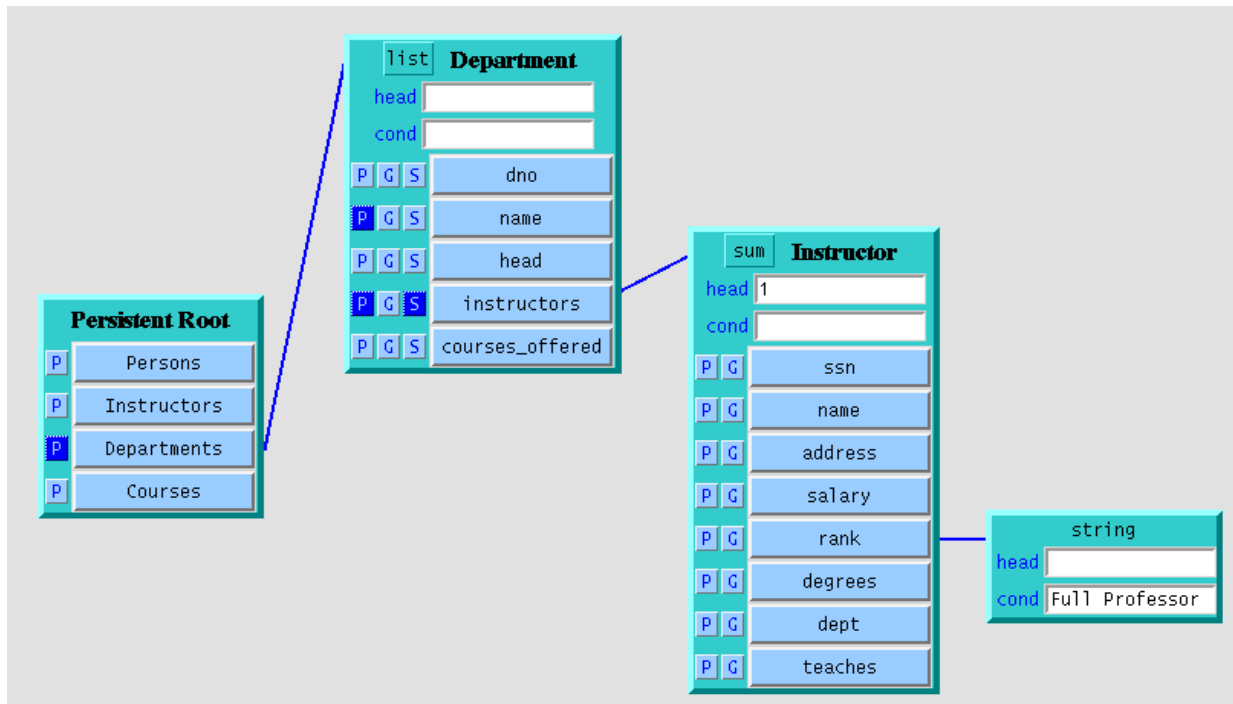 Persistent Root
P Persons
P Instructors
P Departments
P Courses
list Department
head
cond
P G S dno
P G S name
P G S head
P G S instructors
P G S courses_offered
sum Instructor
head 1
cond
P G ssn
P G name
P G address
P G salary
P G rank
P G degrees
P G dept
P G teaches
string
head
cond Full Professor